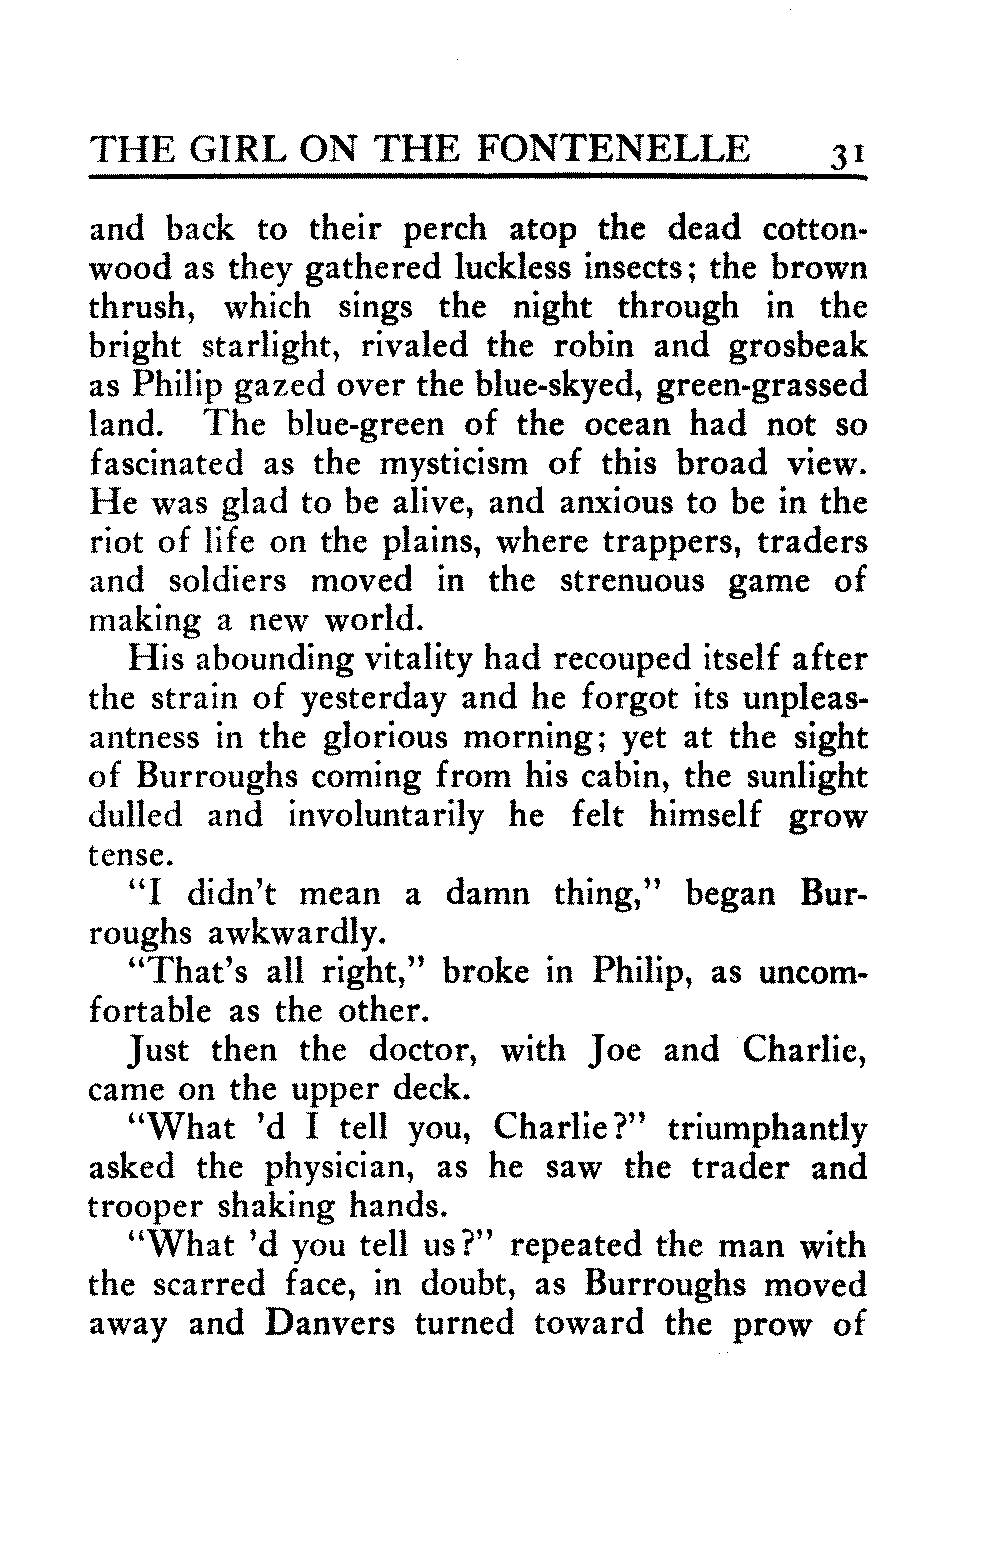 THE GIRL ON THE FONTENELLE 31
and back to their perch atop the dead cotton-
wood as they gathered luckless insects; the brown
thrush, which sings the night through in the
bright starlight, rivaled the robin and grosbeak
as Philip gazed over the blue-skyed, green-grassed
land. The blue-green of the ocean had not so
fascinated as the mysticism of this broad view.
He was glad to be alive, and anxious to be in the
riot of life on the plains, where trappers, traders
and soldiers moved in the strenuous game of
making a new world.
His abounding vitality had recouped itself after
the strain of yesterday and he forgot its unpleas-
antness in the glorious morning; yet at the sight
of Burroughs coming from his cabin, the sunlight
dulled and involuntarily he felt himself grow
tense.
"I didn't mean a damn thing," began Bur-
roughs awkwardly.
"That's all right," broke in Philip, as uncom-
fortable as the other.
Just then the doctor, with Joe and Charlie,
came on the upper deck.
"What 'd I tell you, Charlie?" triumphantly
asked the physician, as he saw the trader and
trooper shaking hands.
"What 'd you tell us?" repeated the man with
the scarred face, in doubt, as Burroughs moved
away and Danvers turned toward the prow of